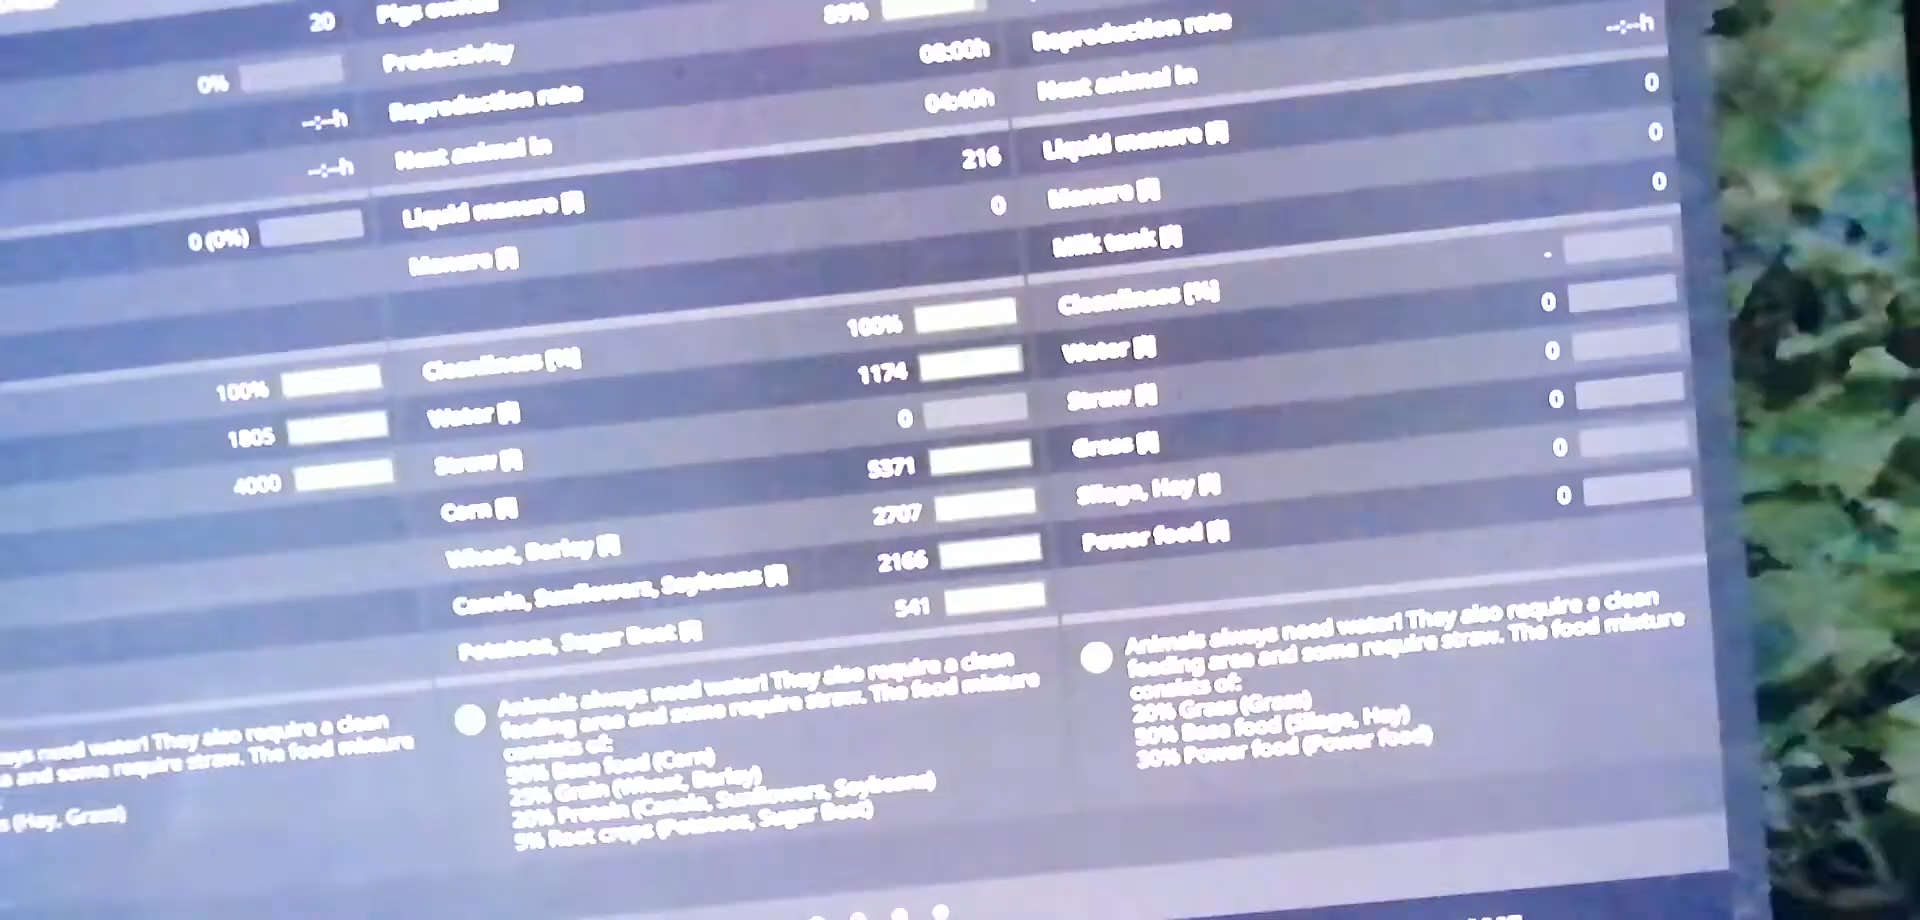 20
0%
--:--h
--:--h
0 (0%)
100%
1805
4000
ways need water! They also require a clean
and some require straw. The food mixture
(Hay, Grass)
Pigs owned
Productivity 89%
Reproduction rate 08:00h
Next animal in 04:40h
Liquid manure [l] 216
Manure [l] 0
Cleanliness [%] 100%
Water [l] 1174
Straw [l] 0
Corn [l] 5371
Wheat, Barley [l] 2707
Canola, Sunflowers, Soybeans [l] 2166
Potatoes, Sugar Beet [l] 541
Animals always need water! They also require a clean
feeding area and some require straw. The food mixture
consists of:
50% Base food (Corn)
25% Grain (Wheat, Barley)
20% Protein (Canola, Sunflowers, Soybeans)
5% Root crops (Potatoes, Sugar Beet)
Reproduction rate --:--h
Next animal in
Liquid manure [l] 0
Manure [l] 0
Milk tank [l] 0
Cleanliness [%] -
Water [l] 0
Straw [l] 0
Grass [l] 0
Silage, Hay [l] 0
Power food [l] 0
Animals always need water! They also require a clean
feeding area and some require straw. The food mixture
consists of:
20% Grass (Grass)
50% Base food (Silage, Hay)
30% Power food (Power food)